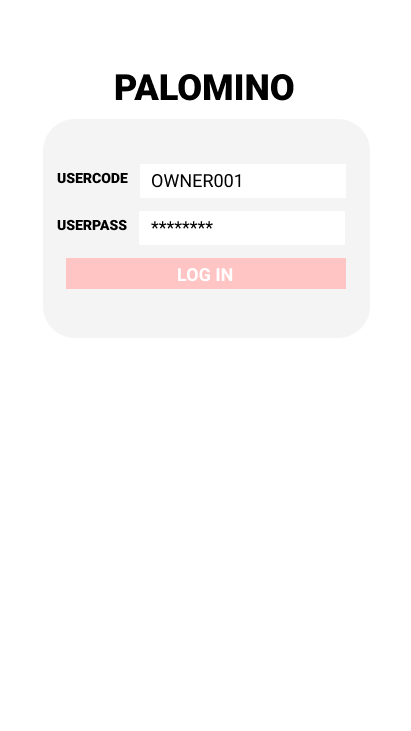 PALOMINO
USERCODE OWNER001
USERPASS ********
LOG IN